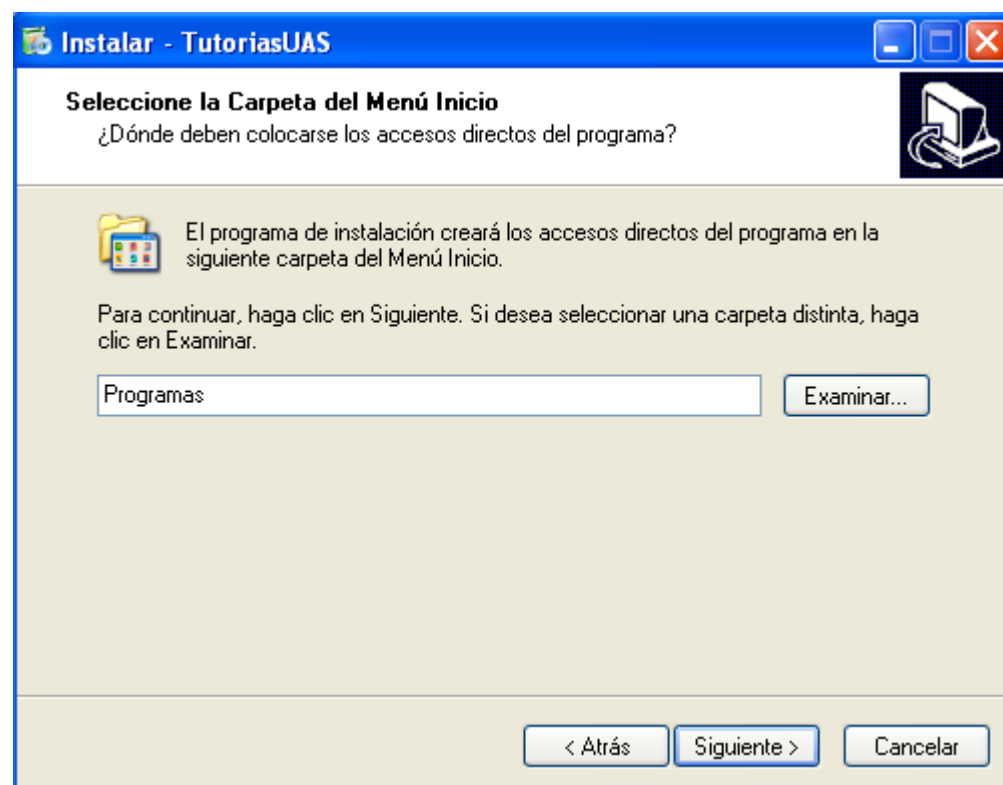 Instalar - TutoriasUAS
Seleccione la Carpeta del Menú Inicio
¿Dónde deben colocarse los accesos directos del programa?
El programa de instalación creará los accesos directos del programa en la
siguiente carpeta del Menú Inicio.
Para continuar, haga clic en Siguiente. Si desea seleccionar una carpeta distinta, haga
clic en Examinar.
Programas
Examinar...
< Atrás
Siguiente >
Cancelar